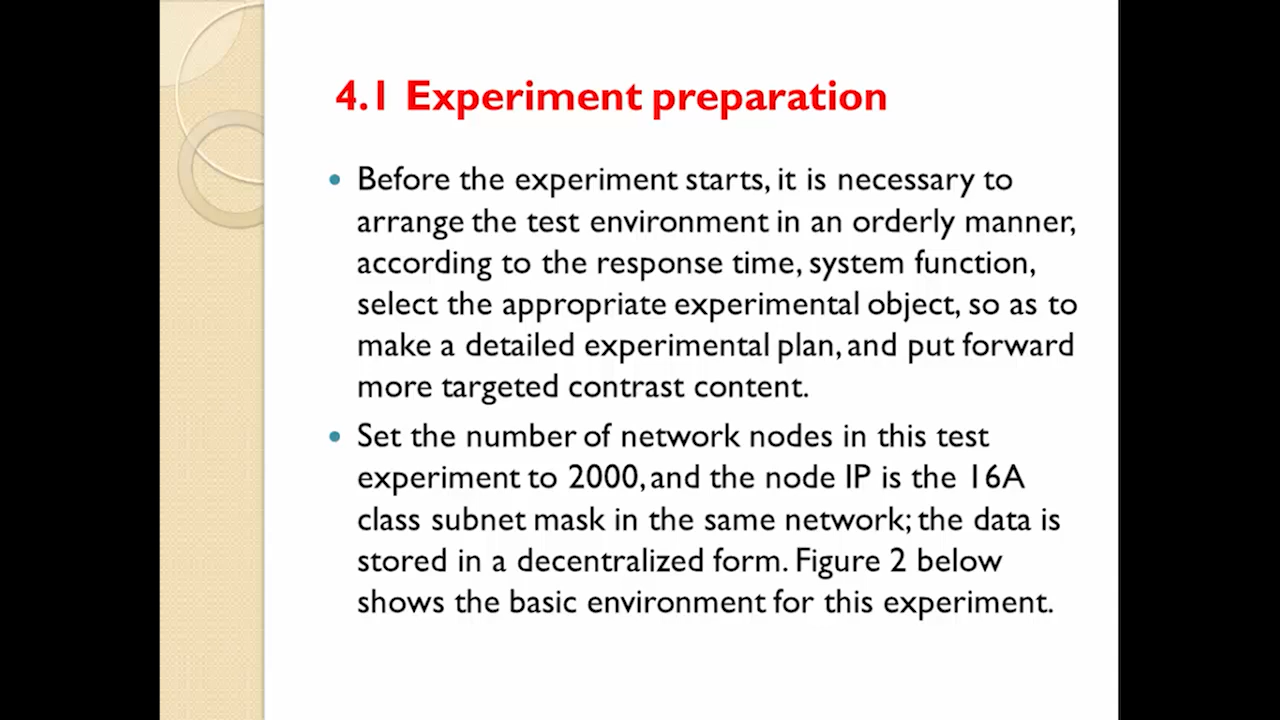 4.1 Experiment preparation
• Before the experiment starts, it is necessary to
arrange the test environment in an orderly manner,
according to the response time, system function,
select the appropriate experimental object, so as to
make a detailed experimental plan, and put forward
more targeted contrast content.
• Set the number of network nodes in this test
experiment to 2000, and the node IP is the 16A
class subnet mask in the same network; the data is
stored in a decentralized form. Figure 2 below
shows the basic environment for this experiment.